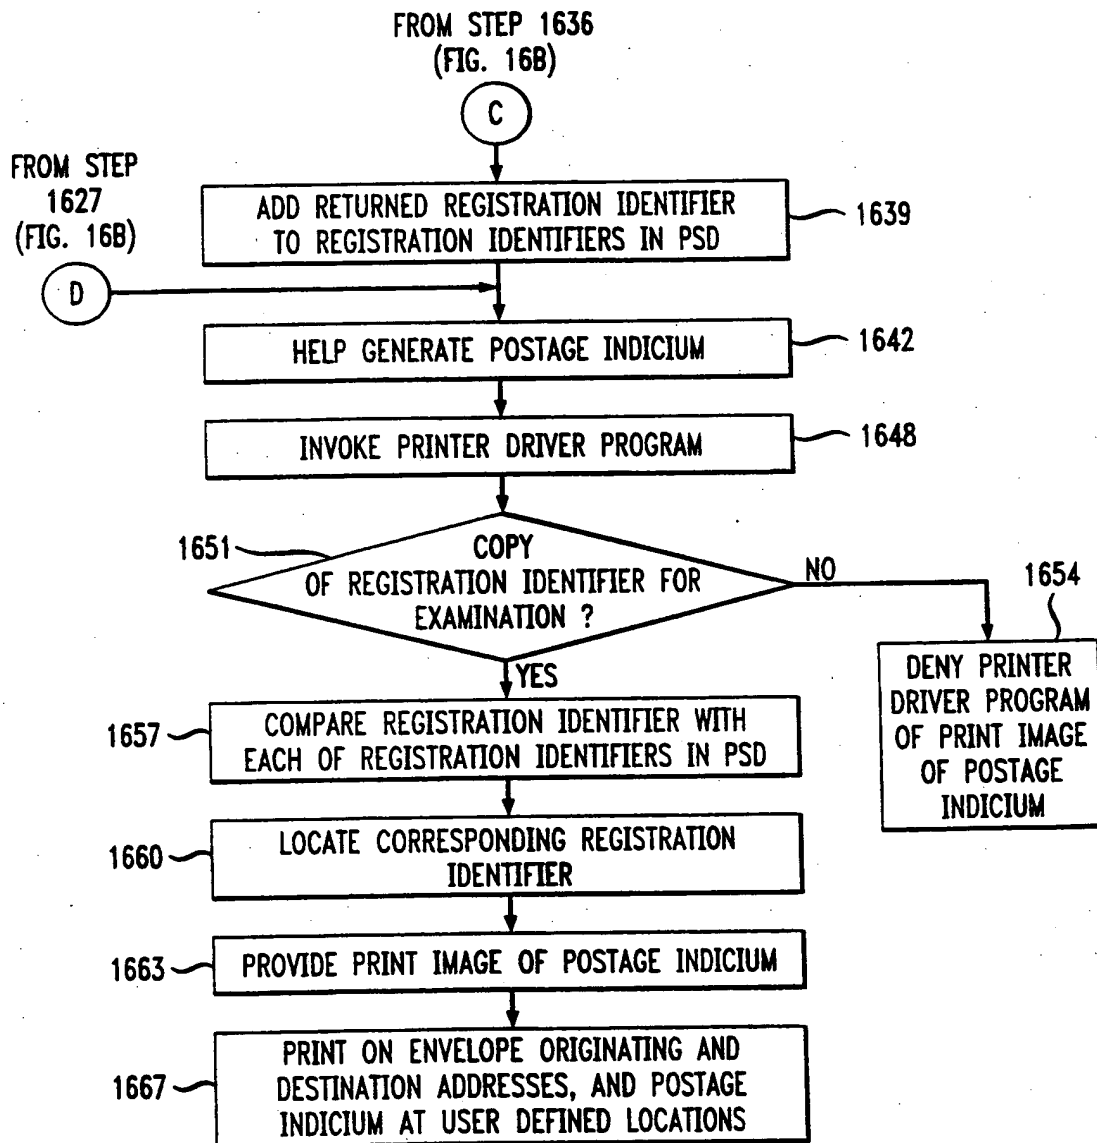 FROM STEP 1636
(FIG. 16B)
C
FROM STEP
1627
(FIG. 16B)
D
ADD RETURNED REGISTRATION IDENTIFIER
TO REGISTRATION IDENTIFIERS IN PSD
1639
HELP GENERATE POSTAGE INDICIUM
1642
INVOKE PRINTER DRIVER PROGRAM
1648
1651
COPY
OF REGISTRATION IDENTIFIER FOR
EXAMINATION ?
NO
1654
DENY PRINTER
DRIVER PROGRAM
OF PRINT IMAGE
OF POSTAGE
INDICIUM
YES
1657
COMPARE REGISTRATION IDENTIFIER WITH
EACH OF REGISTRATION IDENTIFIERS IN PSD
1660
LOCATE CORRESPONDING REGISTRATION
IDENTIFIER
1663
PROVIDE PRINT IMAGE OF POSTAGE INDICIUM
1667
PRINT ON ENVELOPE ORIGINATING AND
DESTINATION ADDRESSES, AND POSTAGE
INDICIUM AT USER DEFINED LOCATIONS